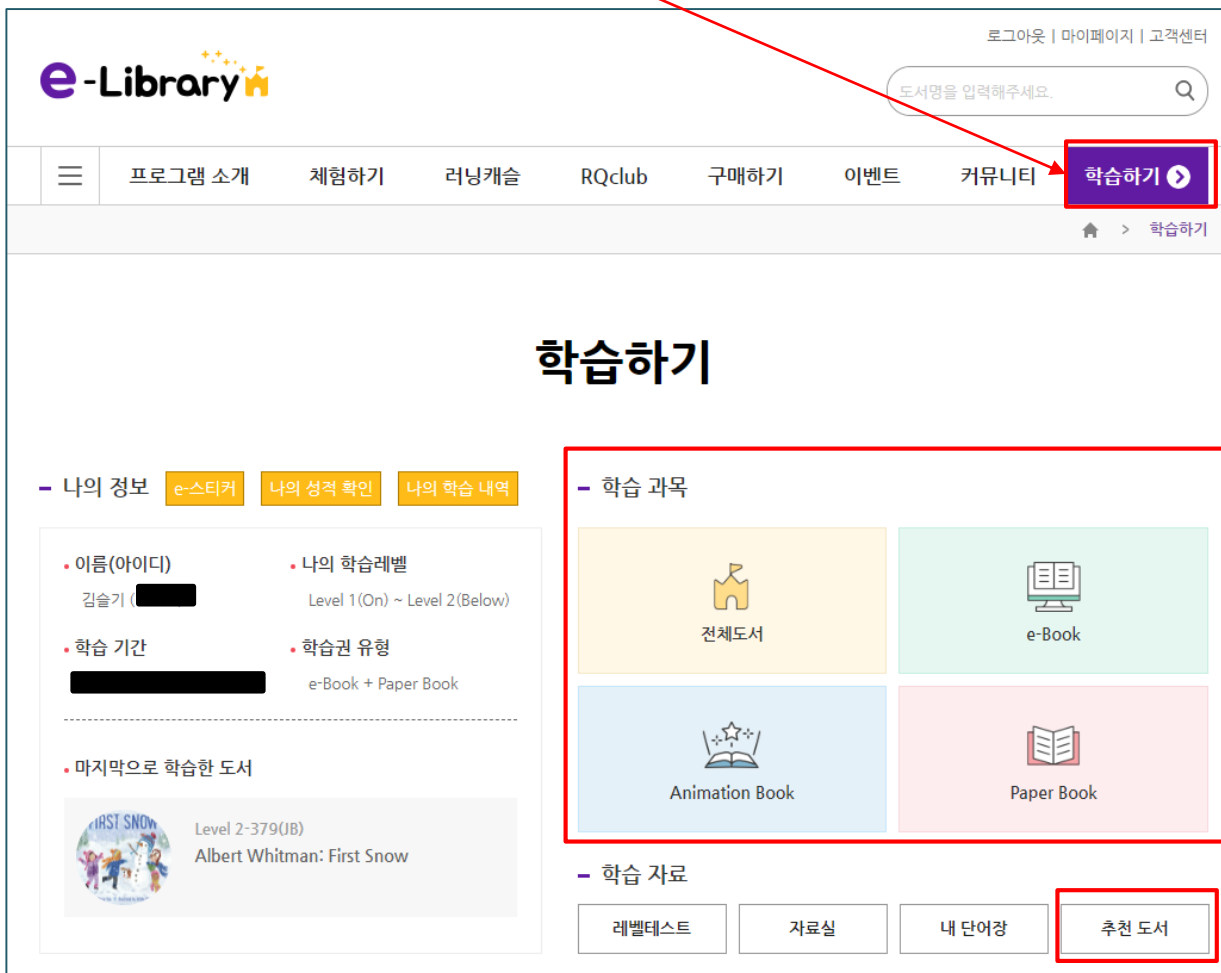 로그아웃 | 마이페이지 | 고객센터
e-Library
도서명을 입력해주세요.
프로그램 소개 체험하기 러닝캐슬 RQclub 구매하기 이벤트 커뮤니티 학습하기
> 학습하기
학습하기
나의 정보 e-스티커 나의 성적 확인 나의 학습 내역
이름(아이디) 나의 학습레벨
김슬기 ( Level 1(On) ~ Level 2(Below)
학습 기간 학습권 유형
e-Book + Paper Book
마지막으로 학습한 도서
FIRST SNOW
Level 2-379(JB)
Albert Whitman: First Snow
학습 과목
전체도서 e-Book
Animation Book Paper Book
학습 자료
레벨테스트 자료실 내 단어장 추천 도서